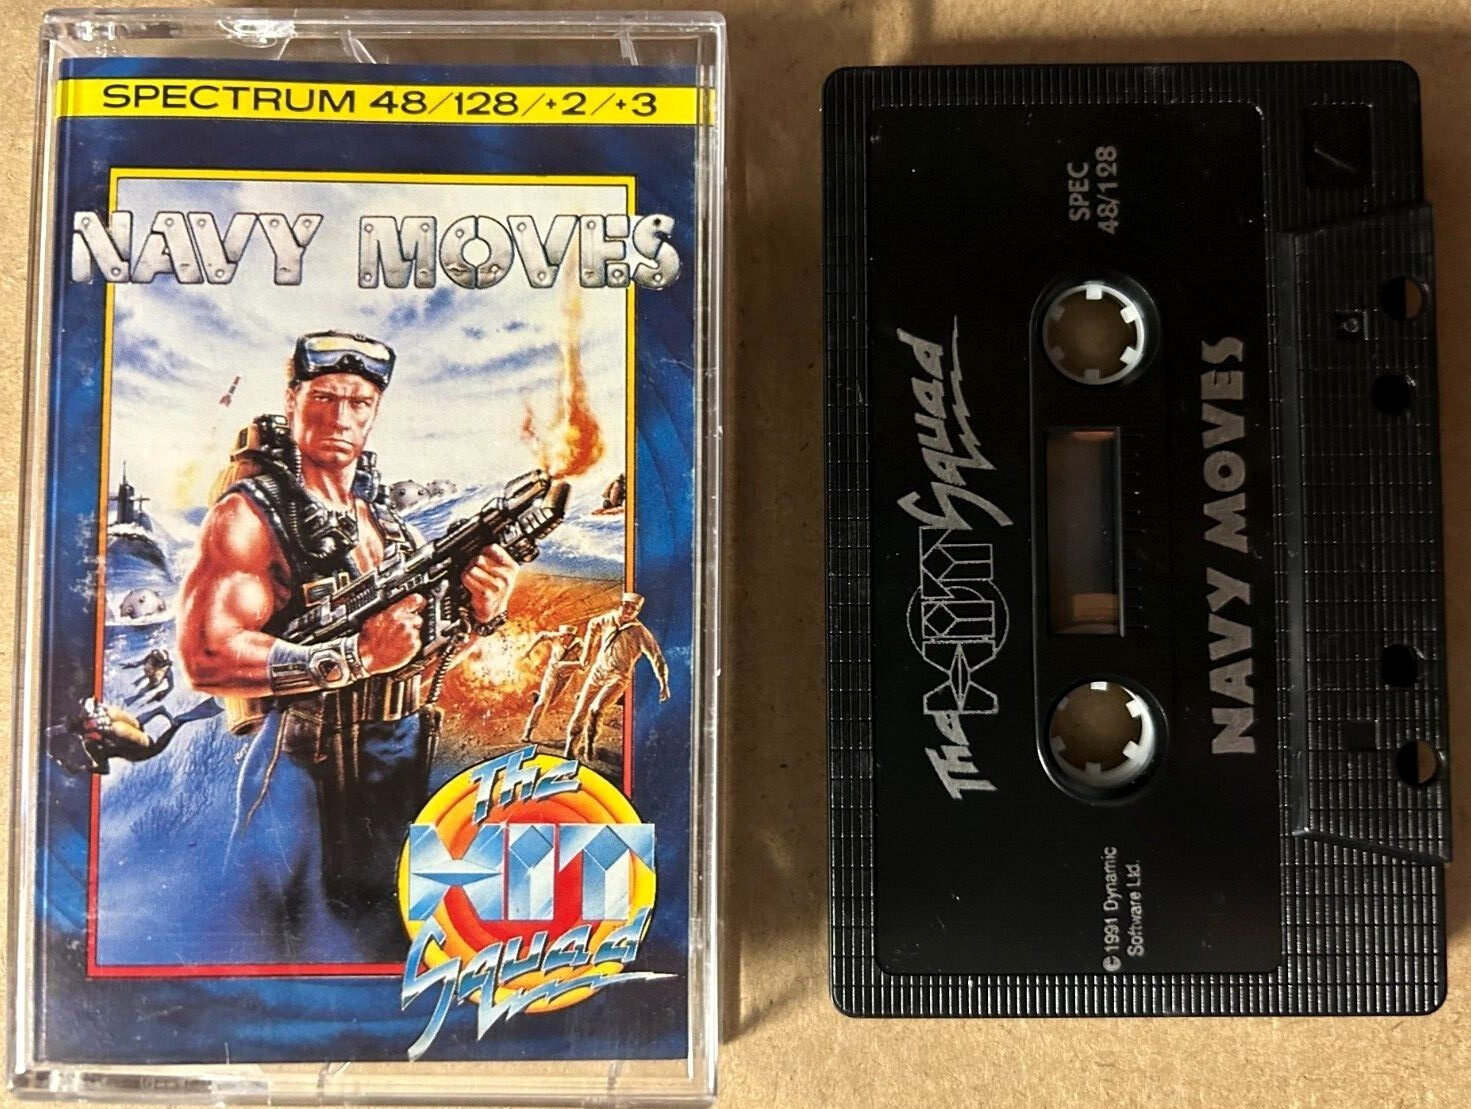 SPECTRUM 48/128/+2/+3
NAVY MOVES
The
HIT
Squad
SPEC
48/128
The HIT Squad
NAVY MOVES
©1991 Dynamic
Software Ltd.